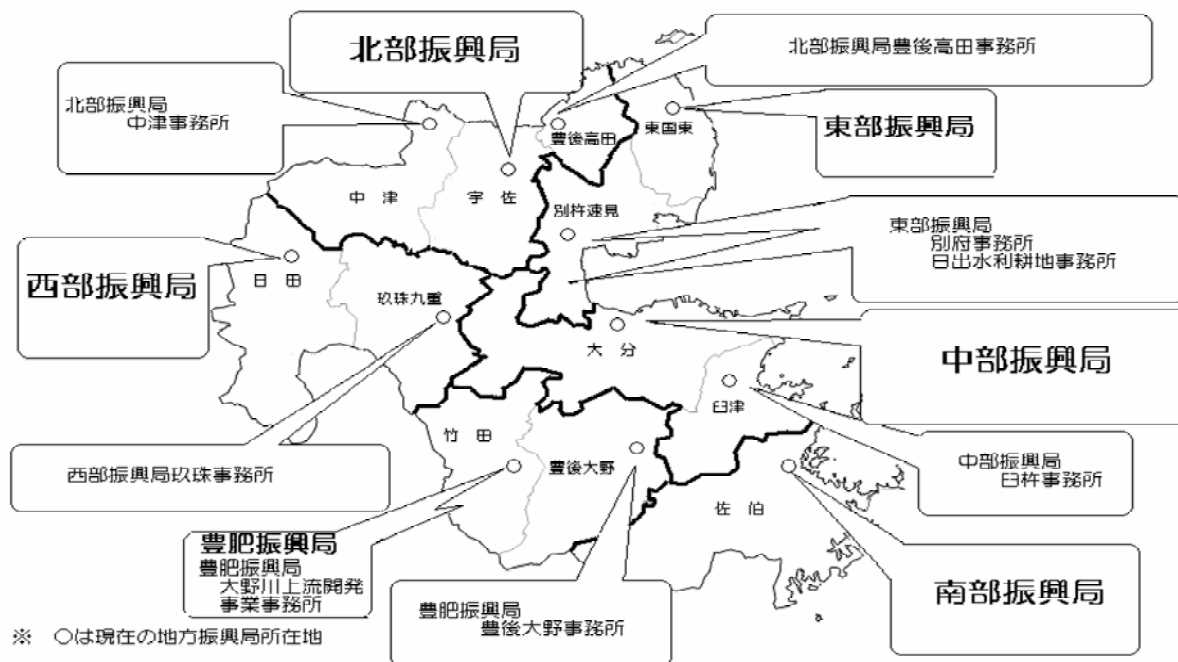 北部振興局
北部振興局豊後高田事務所
北部振興局
中津事務所
東部振興局
豊後高田
東国東
中 津
宇 佐
別杵速見
東部振興局
別府事務所
日出水利耕地事務所
西部振興局
日 田
玖珠九重
大 分
中部振興局
臼津
竹 田
豊後大野
西部振興局玖珠事務所
中部振興局
臼杵事務所
佐 伯
豊肥振興局
豊肥振興局
大野川上流開発
事業事務所
南部振興局
豊肥振興局
豊後大野事務所
※ ○は現在の地方振興局所在地